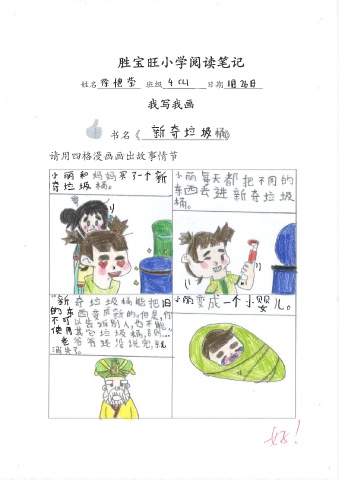 胜宝旺小学阅读笔记
姓名 徐恺莹 班级 4C4 日期 1月26日
我写我画
书名《新奇垃圾桶》
请用四格漫画画出故事情节
小丽和妈妈买了一个新
奇垃圾桶。
小丽每天都把不同的
东西丢进新奇垃圾
桶。
"新奇垃圾桶能把旧
的东西变成新的。但是,你
不可以告诉别人,也不能
使用其它垃圾桶,否则……"
老爷爷还没说完,就
消失了。
小丽变成一个小婴儿。
好!